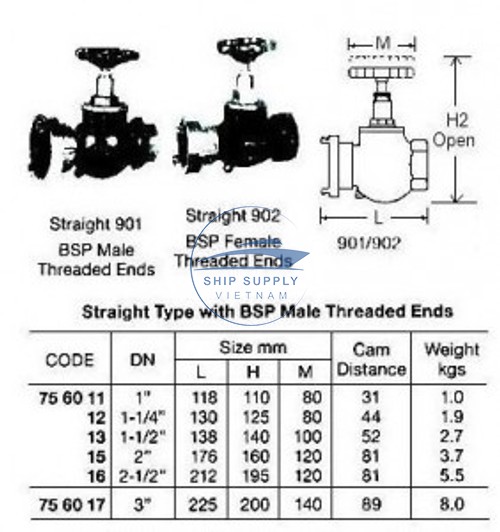 M
H2
Open
L
901/902
Straight 901
BSP Male
Threaded Ends
Straight 902
BSP Female
Threaded Ends
SHIP SUPPLY
VIETNAM
Straight Type with BSP Male Threaded Ends
CODE DN Size mm Cam Distance Weight kgs
L H M
75 60 11 1" 118 110 80 31 1.0
12 1-1/4" 130 125 80 44 1.9
13 1-1/2" 138 140 100 52 2.7
15 2" 176 160 120 81 3.7
16 2-1/2" 212 195 120 81 5.5
75 60 17 3" 225 200 140 89 8.0